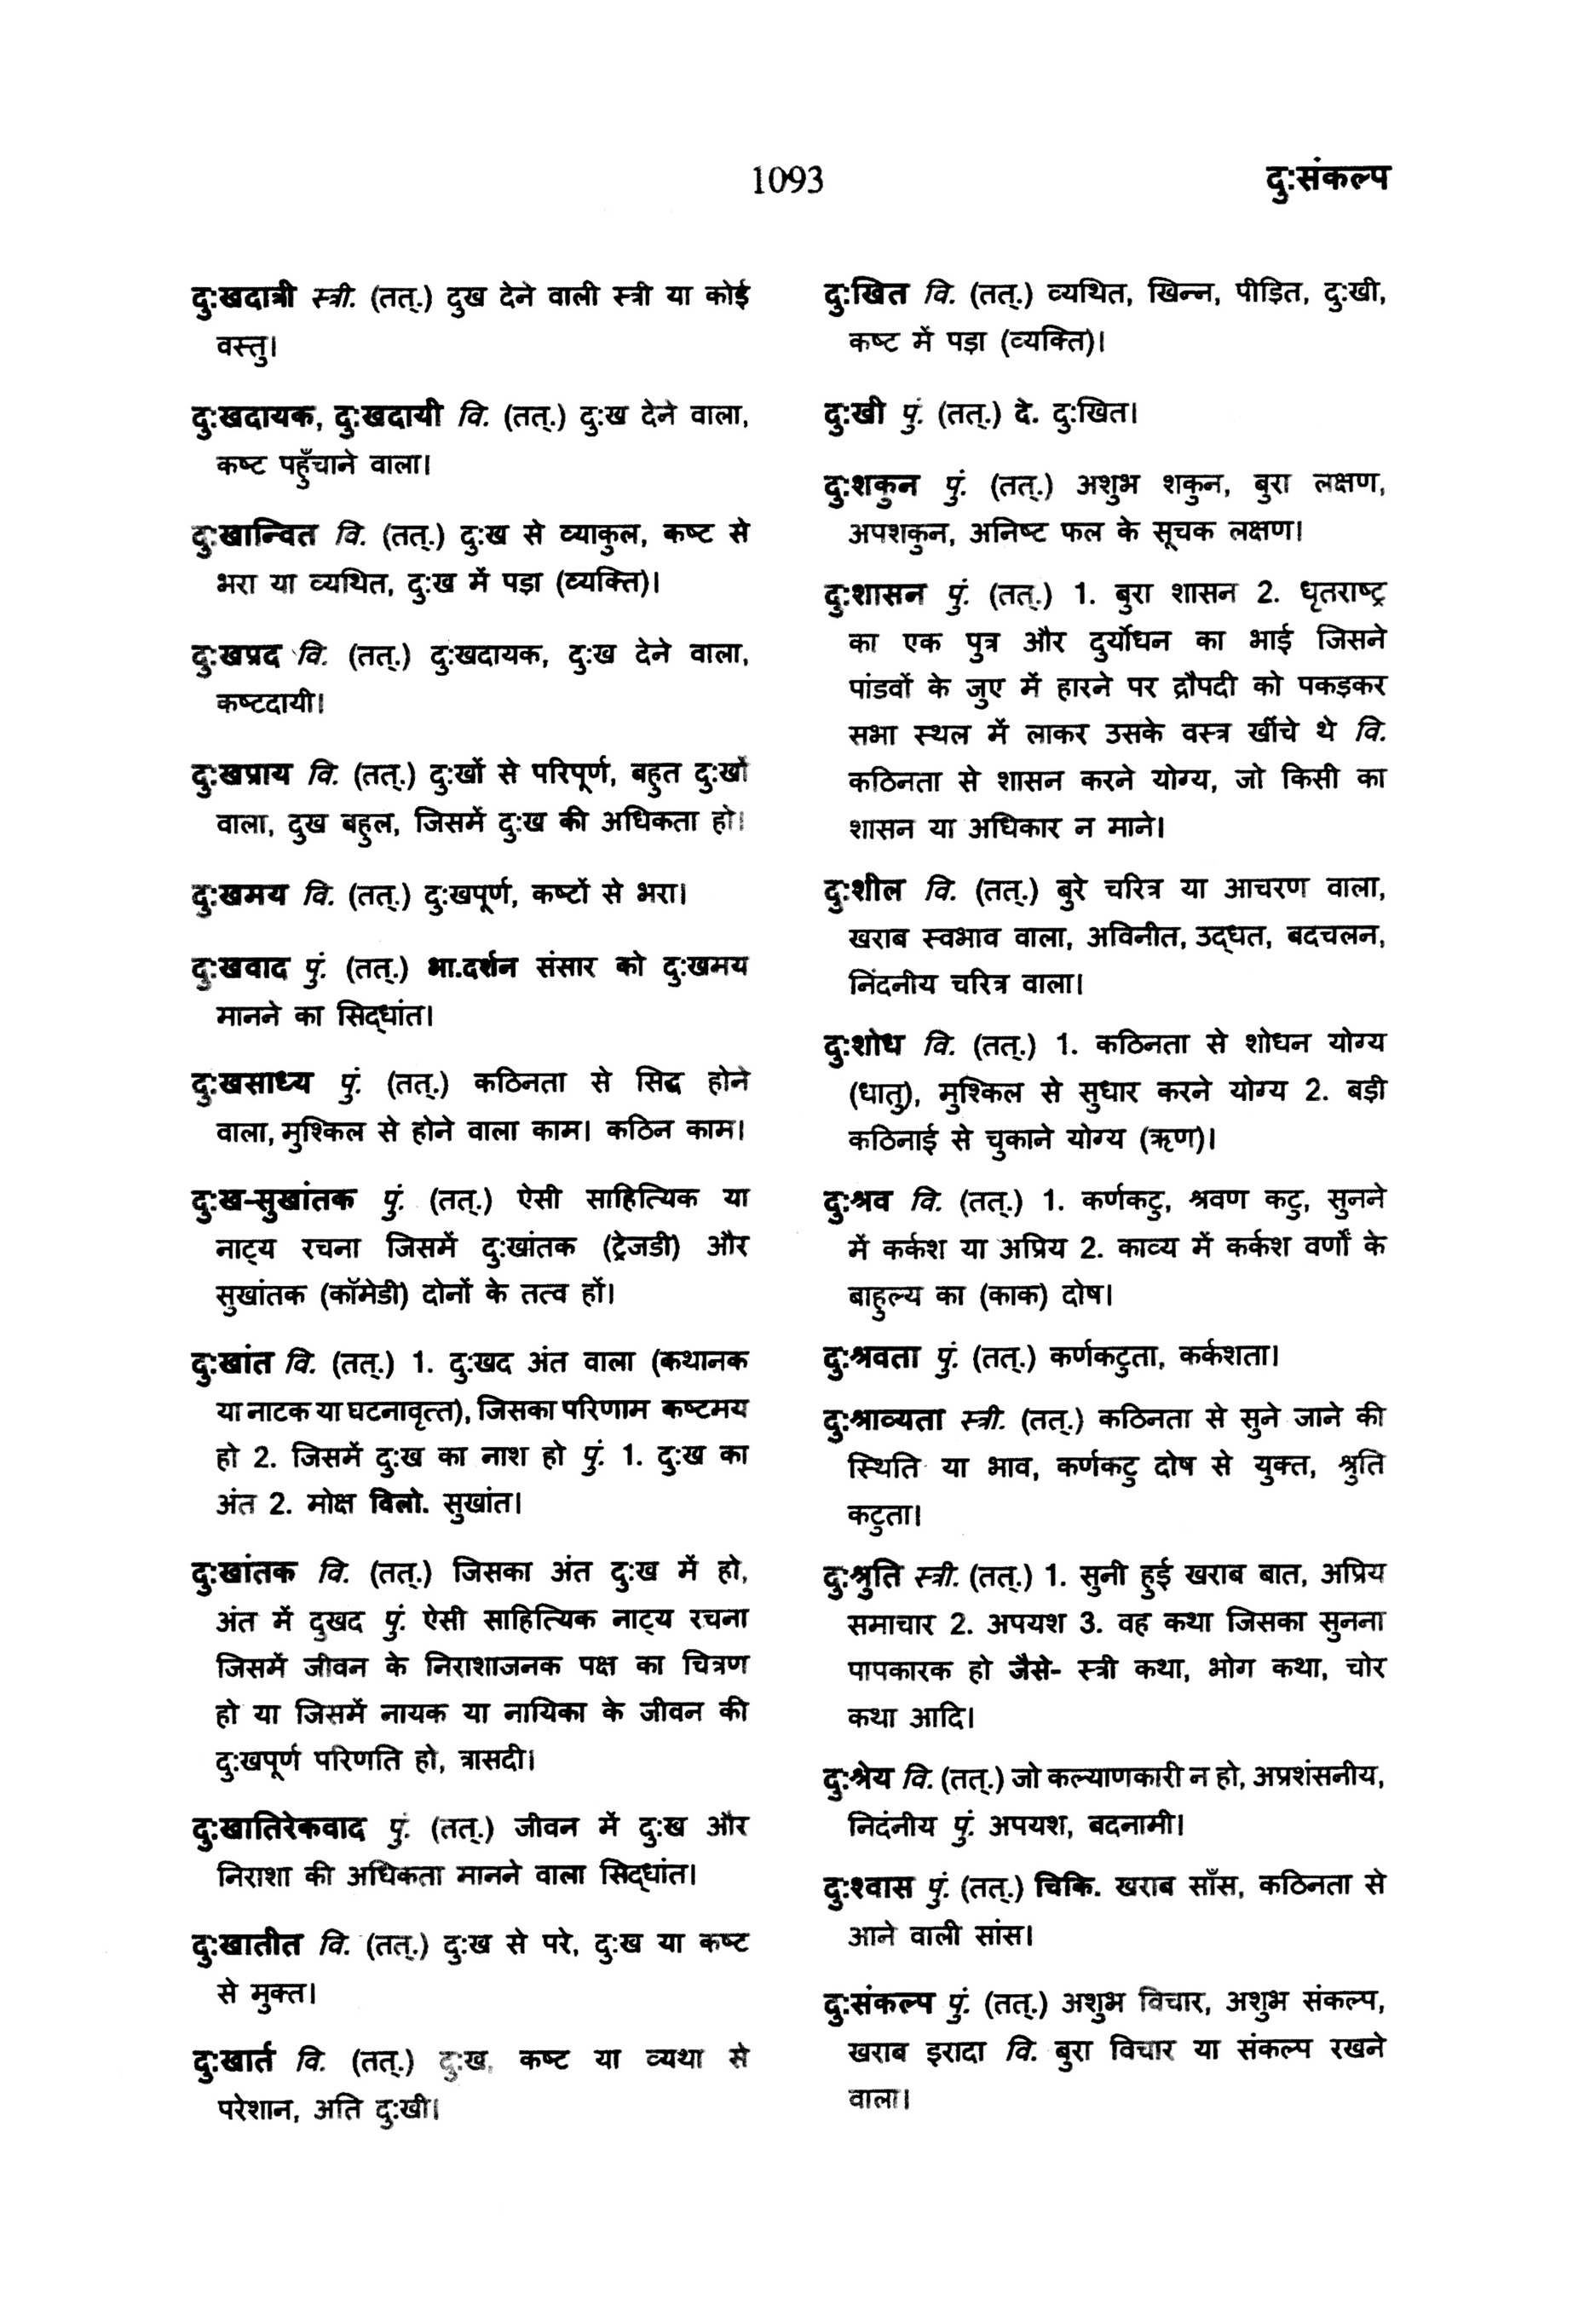 1093
दु:संकल्प
दु:खदात्री स्त्री. (तत्.) दुख देने वाली स्त्री या कोई
वस्तु।
दु:खदायक, दु:खदायी वि. (तत्.) दु:ख देने वाला,
कष्ट पहुँचाने वाला।
दु:खान्वित वि. (तत्.) दु:ख से व्याकुल, कष्ट से
भरा या व्यथित, दु:ख में पड़ा (व्यक्ति)।
दु:खप्रद वि. (तत्.) दु:खदायक, दु:ख देने वाला,
कष्टदायी।
दु:खप्राय वि. (तत्.) दु:खों से परिपूर्ण, बहुत दु:खों
वाला, दुख बहुल, जिसमें दु:ख की अधिकता हो।
दु:खमय वि. (तत्.) दु:खपूर्ण, कष्टों से भरा।
दु:खवाद पुं. (तत्.) भा.दर्शन संसार को दु:खमय
मानने का सिद्धांत।
दु:खसाध्य पुं. (तत्.) कठिनता से सिद्ध होने
वाला, मुश्किल से होने वाला काम। कठिन काम।
दु:ख-सुखांतक पुं. (तत्.) ऐसी साहित्यिक या
नाट्य रचना जिसमें दु:खांतक (ट्रेजडी) और
सुखांतक (कॉमेडी) दोनों के तत्व हों।
दु:खांत वि. (तत्.) 1. दु:खद अंत वाला (कथानक
या नाटक या घटनावृत्त), जिसका परिणाम कष्टमय
हो 2. जिसमें दु:ख का नाश हो पुं. 1. दु:ख का
अंत 2. मोक्ष विलो. सुखांत।
दु:खांतक वि. (तत्.) जिसका अंत दु:ख में हो,
अंत में दुखद पुं. ऐसी साहित्यिक नाट्य रचना
जिसमें जीवन के निराशाजनक पक्ष का चित्रण
हो या जिसमें नायक या नायिका के जीवन की
दु:खपूर्ण परिणति हो, त्रासदी।
दु:खातिरेकवाद पुं. (तत्.) जीवन में दु:ख और
निराशा की अधिकता मानने वाला सिद्धांत।
दु:खातीत वि. (तत्.) दु:ख से परे, दु:ख या कष्ट
से मुक्त।
दु:खार्त वि. (तत्.) दु:ख, कष्ट या व्यथा से
परेशान, अति दु:खी।
दु:खित वि. (तत्.) व्यथित, खिन्न, पीड़ित, दु:खी,
कष्ट में पड़ा (व्यक्ति)।
दु:खी पुं. (तत्.) दे. दु:खित।
दु:शकुन पुं. (तत्.) अशुभ शकुन, बुरा लक्षण,
अपशकुन, अनिष्ट फल के सूचक लक्षण।
दु:शासन पुं. (तत्.) 1. बुरा शासन 2. धृतराष्ट्र
का एक पुत्र और दुर्योधन का भाई जिसने
पांडवों के जुए में हारने पर द्रौपदी को पकड़कर
सभा स्थल में लाकर उसके वस्त्र खींचे थे वि.
कठिनता से शासन करने योग्य, जो किसी का
शासन या अधिकार न माने।
दु:शील वि. (तत्.) बुरे चरित्र या आचरण वाला,
खराब स्वभाव वाला, अविनीत, उद्धत, बदचलन,
निंदनीय चरित्र वाला।
दु:शोध वि. (तत्.) 1. कठिनता से शोधन योग्य
(धातु), मुश्किल से सुधार करने योग्य 2. बड़ी
कठिनाई से चुकाने योग्य (ऋण)।
दु:श्रव वि. (तत्.) 1. कर्णकटु, श्रवण कटु, सुनने
में कर्कश या अप्रिय 2. काव्य में कर्कश वर्णों के
बाहुल्य का (काक) दोष।
दु:श्रवता पुं. (तत्.) कर्णकटुता, कर्कशता।
दु:श्राव्यता स्त्री. (तत्.) कठिनता से सुने जाने की
स्थिति या भाव, कर्णकटु दोष से युक्त, श्रुति
कटुता।
दु:श्रुति स्त्री. (तत्.) 1. सुनी हुई खराब बात, अप्रिय
समाचार 2. अपयश 3. वह कथा जिसका सुनना
पापकारक हो जैसे- स्त्री कथा, भोग कथा, चोर
कथा आदि।
दु:श्रेय वि. (तत्.) जो कल्याणकारी न हो, अप्रशंसनीय,
निदंनीय पुं. अपयश, बदनामी।
दु:श्वास पुं. (तत्.) चिकि. खराब साँस, कठिनता से
आने वाली सांस।
दु:संकल्प पुं. (तत्.) अशुभ विचार, अशुभ संकल्प,
खराब इरादा वि. बुरा विचार या संकल्प रखने
वाला।